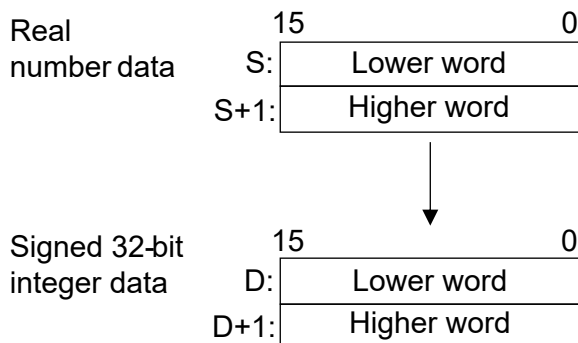 Real
number data
15 0
S: Lower word
S+1: Higher word
Signed 32-bit
integer data
15 0
D: Lower word
D+1: Higher word